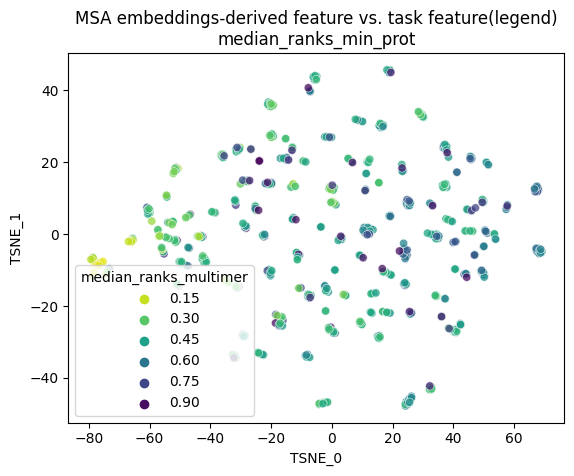 MSA embeddings-derived feature vs. task feature(legend)
median_ranks_min_prot
TSNE_1
40
20
0
−20
−40
median_ranks_multimer
0.15
0.30
0.45
0.60
0.75
0.90
−80 −60 −40 −20 0 20 40 60
TSNE_0